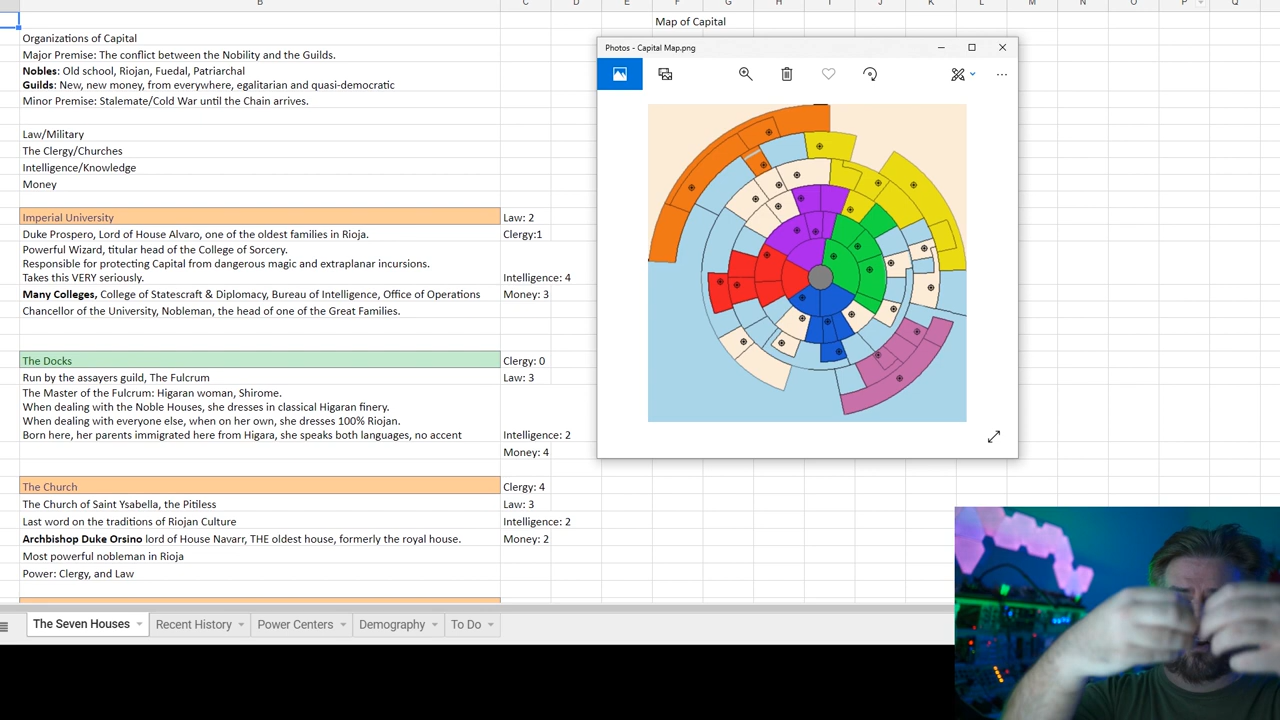 B
C
D
E
F
G
H
I
J
K
L
M
N
O
P
Q
Map of Capital
Organizations of Capital
Major Premise: The conflict between the Nobility and the Guilds.
Nobles: Old school, Riojan, Fuedal, Patriarchal
Guilds: New, new money, from everywhere, egalitarian and quasi-democratic
Minor Premise: Stalemate/Cold War until the Chain arrives.
Law/Military
The Clergy/Churches
Intelligence/Knowledge
Money
Imperial University
Law: 2
Duke Prospero, Lord of House Alvaro, one of the oldest families in Rioja.
Clergy:1
Powerful Wizard, titular head of the College of Sorcery.
Responsible for protecting Capital from dangerous magic and extraplanar incursions.
Takes this VERY seriously.
Intelligence: 4
Many Colleges, College of Statescraft & Diplomacy, Bureau of Intelligence, Office of Operations
Money: 3
Chancellor of the University, Nobleman, the head of one of the Great Families.
The Docks
Clergy: 0
Run by the assayers guild, The Fulcrum
Law: 3
The Master of the Fulcrum: Higaran woman, Shirome.
When dealing with the Noble Houses, she dresses in classical Higaran finery.
When dealing with everyone else, when on her own, she dresses 100% Riojan.
Born here, her parents immigrated here from Higara, she speaks both languages, no accent
Intelligence: 2
Money: 4
The Church
Clergy: 4
The Church of Saint Ysabella, the Pitiless
Law: 3
Last word on the traditions of Riojan Culture
Intelligence: 2
Archbishop Duke Orsino lord of House Navarr, THE oldest house, formerly the royal house.
Money: 2
Most powerful nobleman in Rioja
Power: Clergy, and Law
Photos - Capital Map.png
The Seven Houses
Recent History
Power Centers
Demography
To Do